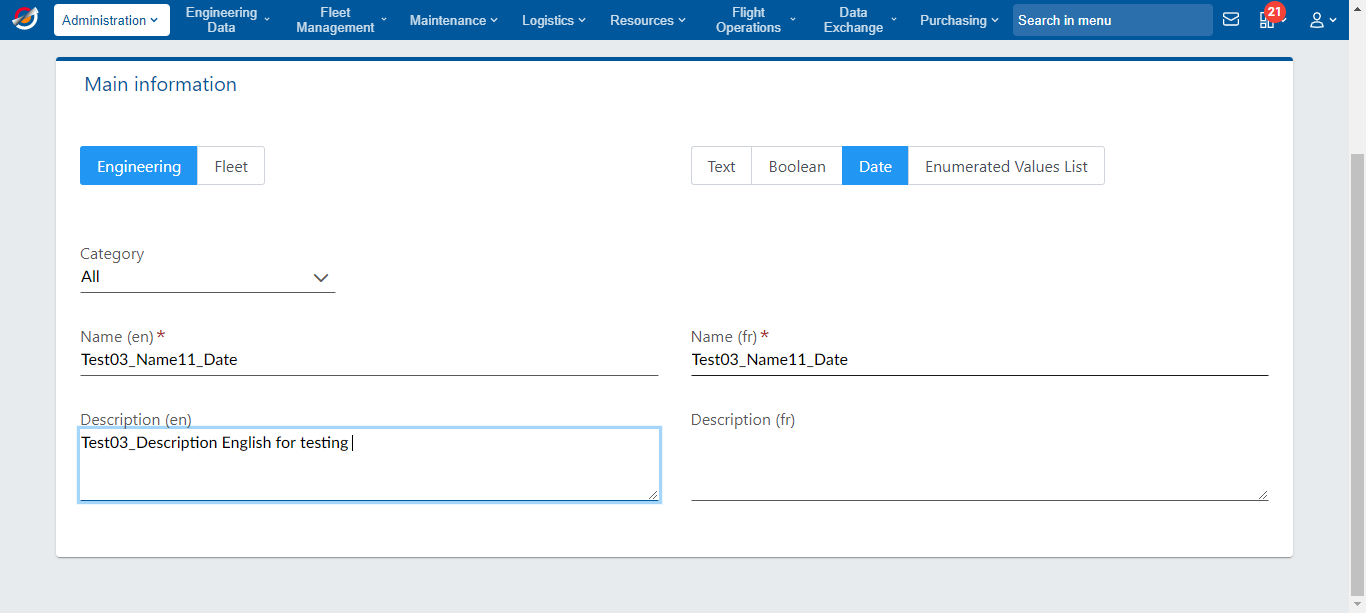 Administration
Engineering
Data
Fleet
Management
Maintenance
Logistics
Resources
Flight
Operations
Data
Exchange
Purchasing
Search in menu
21
Main information
Engineering Fleet
Text Boolean Date Enumerated Values List
Category
All
Name (en) *
Test03_Name11_Date
Name (fr) *
Test03_Name11_Date
Description (en)
Test03_Description English for testing
Description (fr)